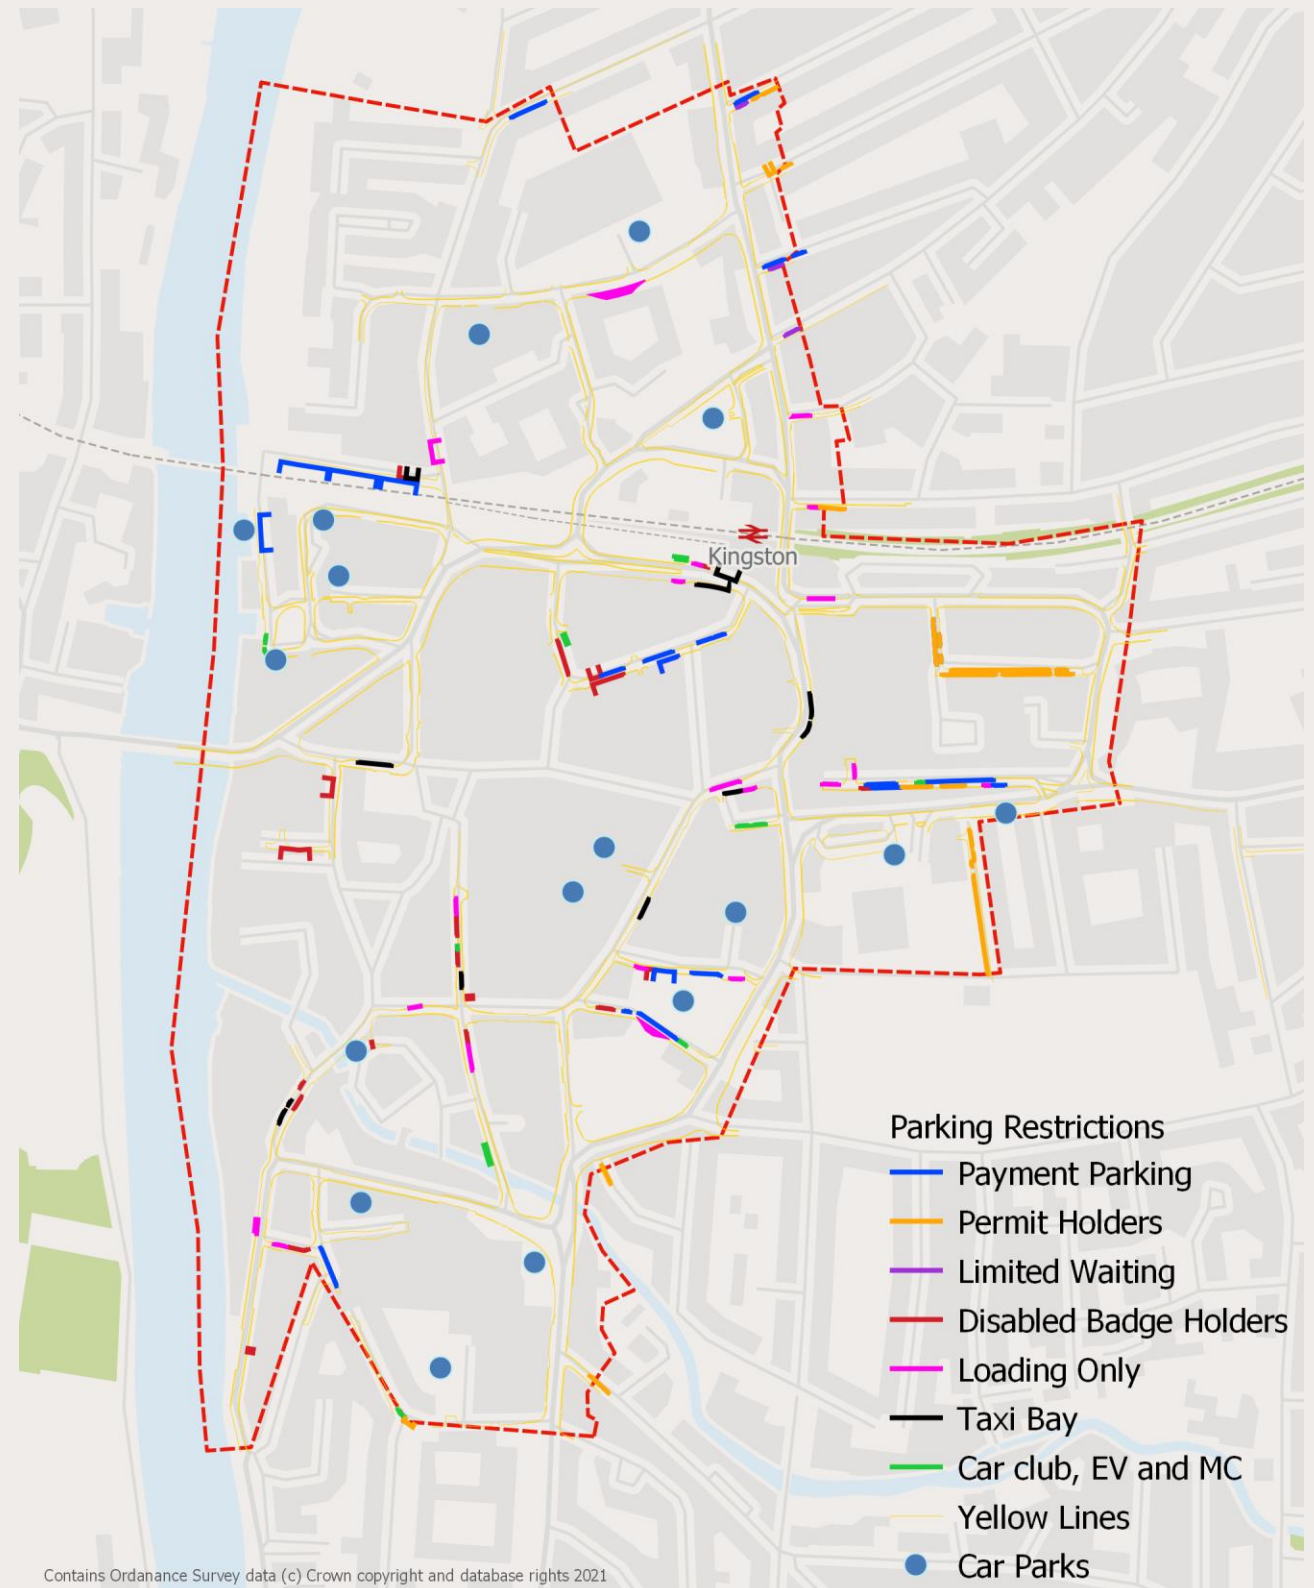 Kingston
Parking Restrictions
Payment Parking
Permit Holders
Limited Waiting
Disabled Badge Holders
Loading Only
Taxi Bay
Car club, EV and MC
Yellow Lines
Car Parks
Contains Ordanance Survey data (c) Crown copyright and database rights 2021